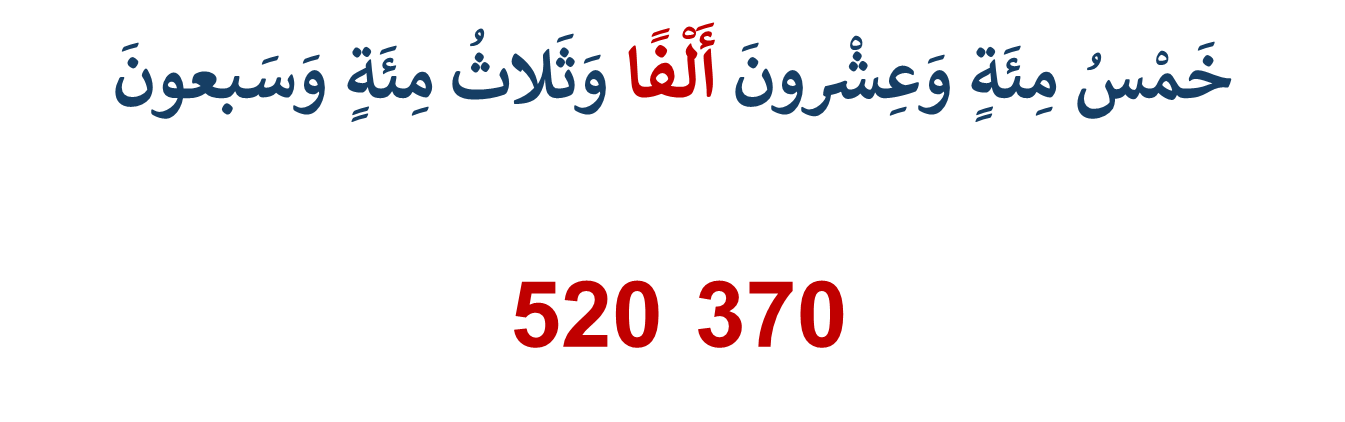 خَمْسُ مِئَةٍ وَعِشْرونَ أَلْفًا وَثَلاثُ مِئَةٍ وَسَبعونَ
520 370